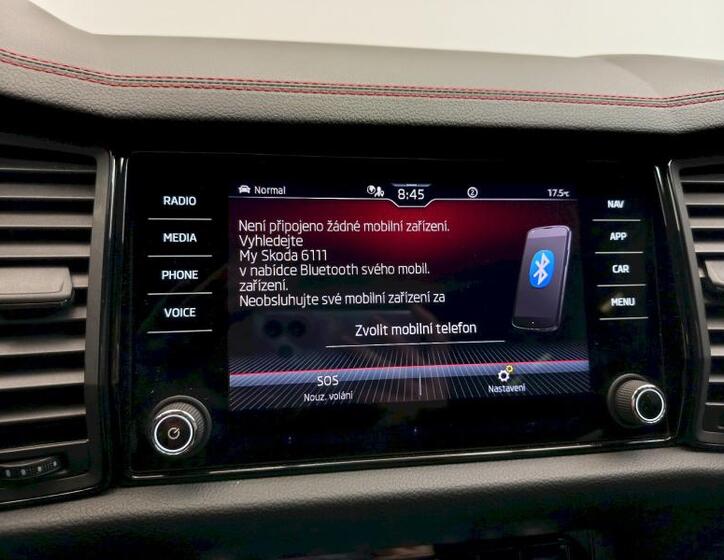 Normal
8:45
2
17.5°C
RADIO
MEDIA
PHONE
VOICE
Není připojeno žádné mobilní zařízení.
Vyhledejte
My Skoda 6111
v nabídce Bluetooth svého mobil.
zařízení.
Neobsluhujte své mobilní zařízení za
Zvolit mobilní telefon
SOS
Nouz. volání
Nastavení
NAV
APP
CAR
MENU